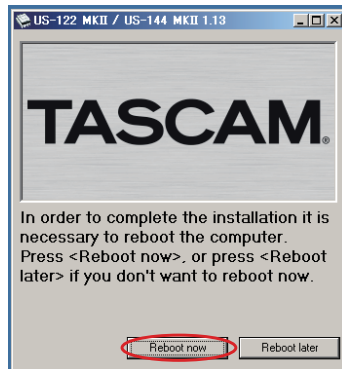 US-122 MKII / US-144 MKII 1.13
TASCAM®
In order to complete the installation it is
necessary to reboot the computer.
Press <Reboot now>, or press <Reboot
later> if you don't want to reboot now.
Reboot now
Reboot later